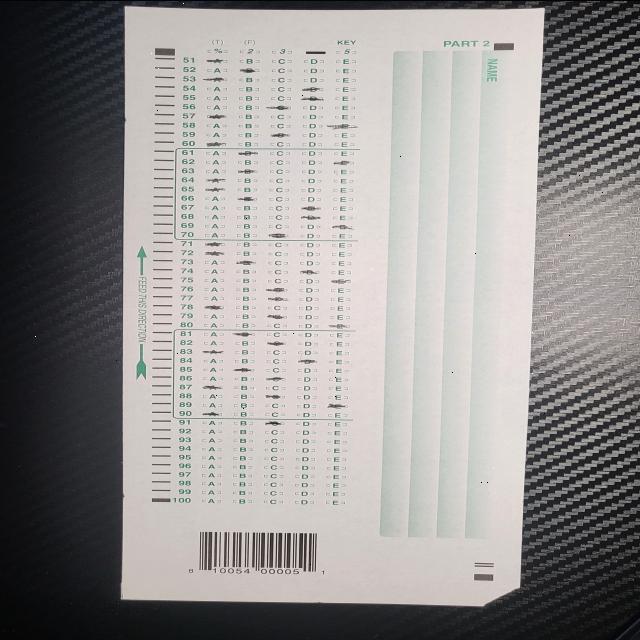 (T) (F) KEY PART 2
% 2 3 5
51 A B C D E
52 A B C D E
53 A B C D E
54 A B C D E
55 A B C D E
56 A B C D E
57 A B C D E
58 A B C D E
59 A B C D E
60 A B C D E
61 A B C D E
62 A B C D E
63 A B C D E
64 A B C D E
65 A B C D E
66 A B C D E
67 A B C D E
68 A B C D E
69 A B C D E
70 A B C D E
71 A B C D E
72 A B C D E
73 A B C D E
74 A B C D E
75 A B C D E
76 A B C D E
77 A B C D E
78 A B C D E
79 A B C D E
80 A B C D E
81 A B C D E
82 A B C D E
83 A B C D E
84 A B C D E
85 A B C D E
86 A B C D E
87 A B C D E
88 A B C D E
89 A B C D E
90 A B C D E
91 A B C D E
92 A B C D E
93 A B C D E
94 A B C D E
95 A B C D E
96 A B C D E
97 A B C D E
98 A B C D E
99 A B C D E
100 A B C D E
NAME
FEED THIS DIRECTION
6 10054 00005 1